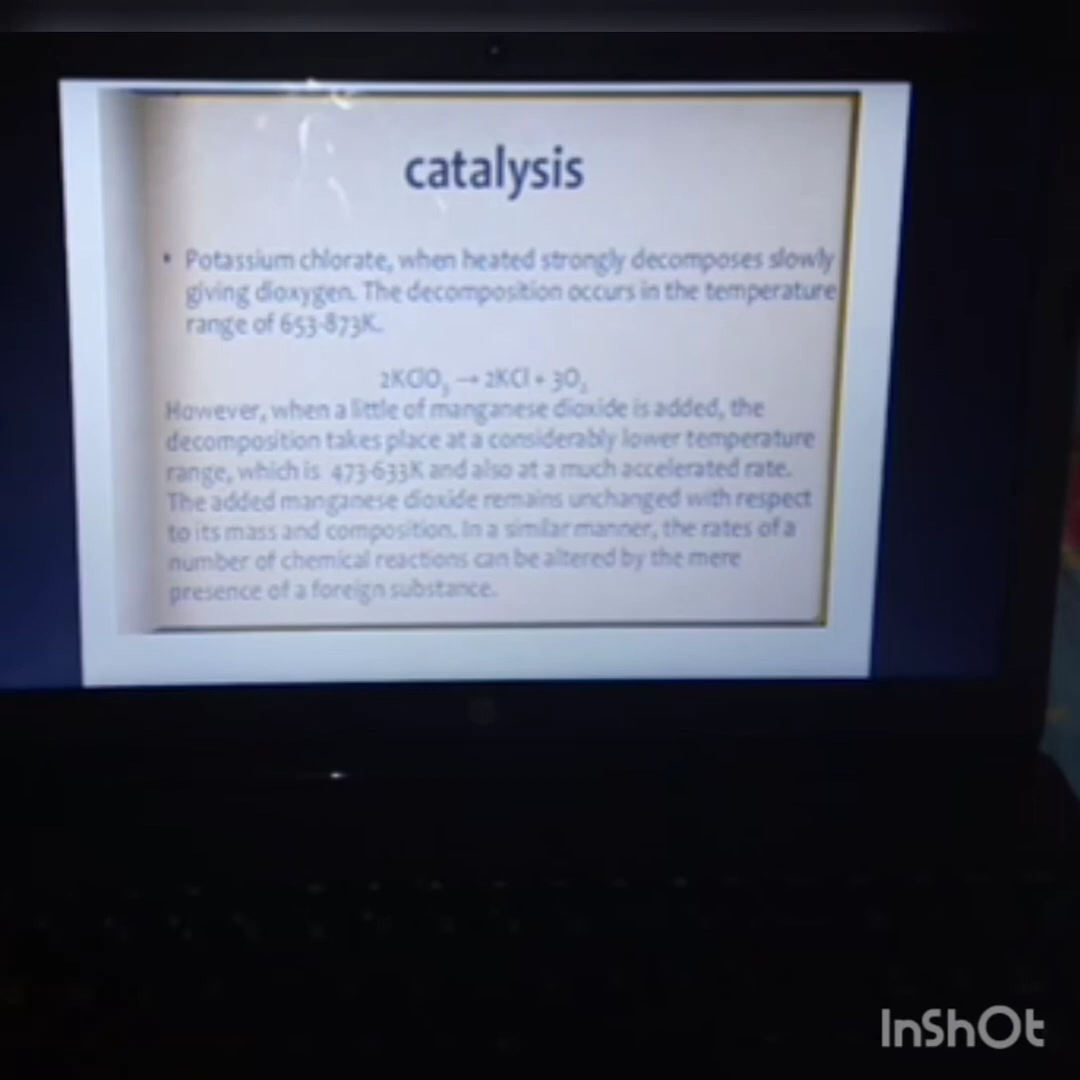 catalysis
• Potassium chlorate, when heated strongly decomposes slowly
giving dioxygen. The decomposition occurs in the temperature
range of 653-873K.
2KClO₃ → 2KCl + 3O₂
However, when a little of manganese dioxide is added, the
decomposition takes place at a considerably lower temperature
range, which is 473-633K and also at a much accelerated rate.
The added manganese dioxide remains unchanged with respect
to its mass and composition. In a similar manner, the rates of a
number of chemical reactions can be altered by the mere
presence of a foreign substance.
InShOt